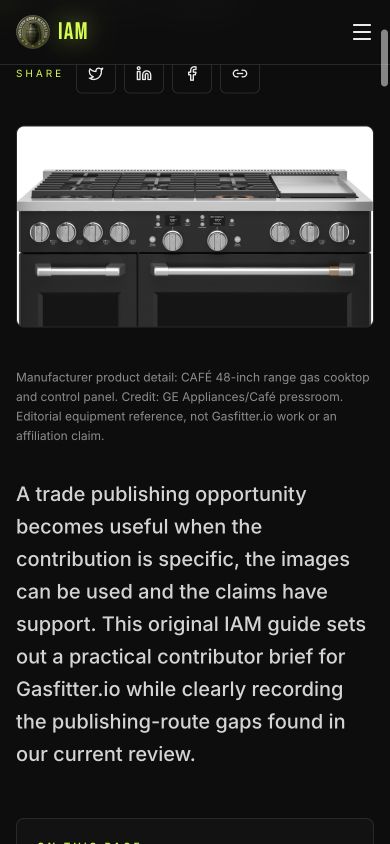 IAM
SHARE
Manufacturer product detail: CAFÉ 48-inch range gas cooktop
and control panel. Credit: GE Appliances/Café pressroom.
Editorial equipment reference, not Gasfitter.io work or an
affiliation claim.
A trade publishing opportunity
becomes useful when the
contribution is specific, the images
can be used and the claims have
support. This original IAM guide sets
out a practical contributor brief for
Gasfitter.io while clearly recording
the publishing-route gaps found in
our current review.
ON THIS PAGE